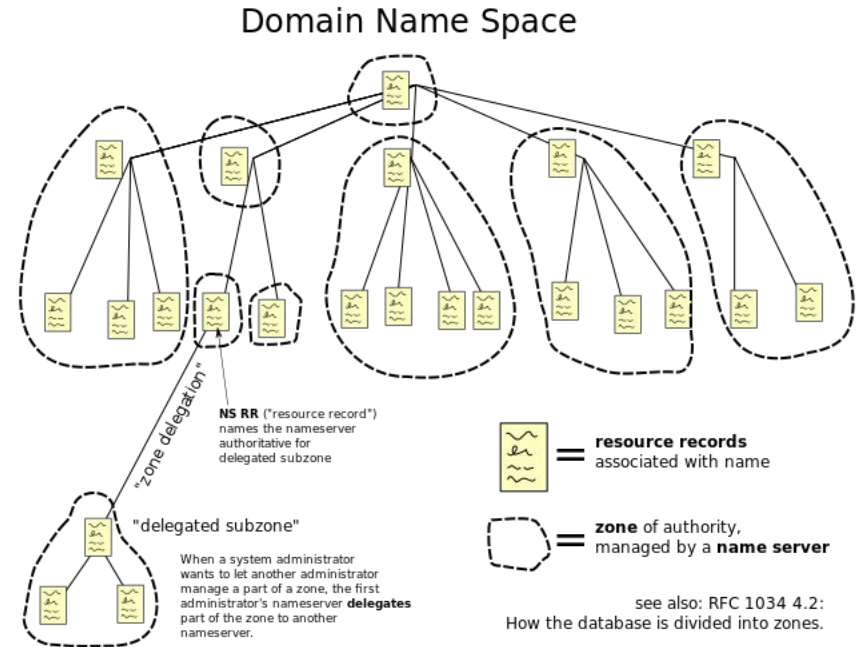 Domain Name Space
"zone delegation"
NS RR ("resource record")
names the nameserver
authoritative for
delegated subzone
resource records
associated with name
"delegated subzone"
When a system administrator
wants to let another administrator
manage a part of a zone, the first
administrator's nameserver delegates
part of the zone to another
nameserver.
=
=
zone of authority,
managed by a name server
see also: RFC 1034 4.2:
How the database is divided into zones.